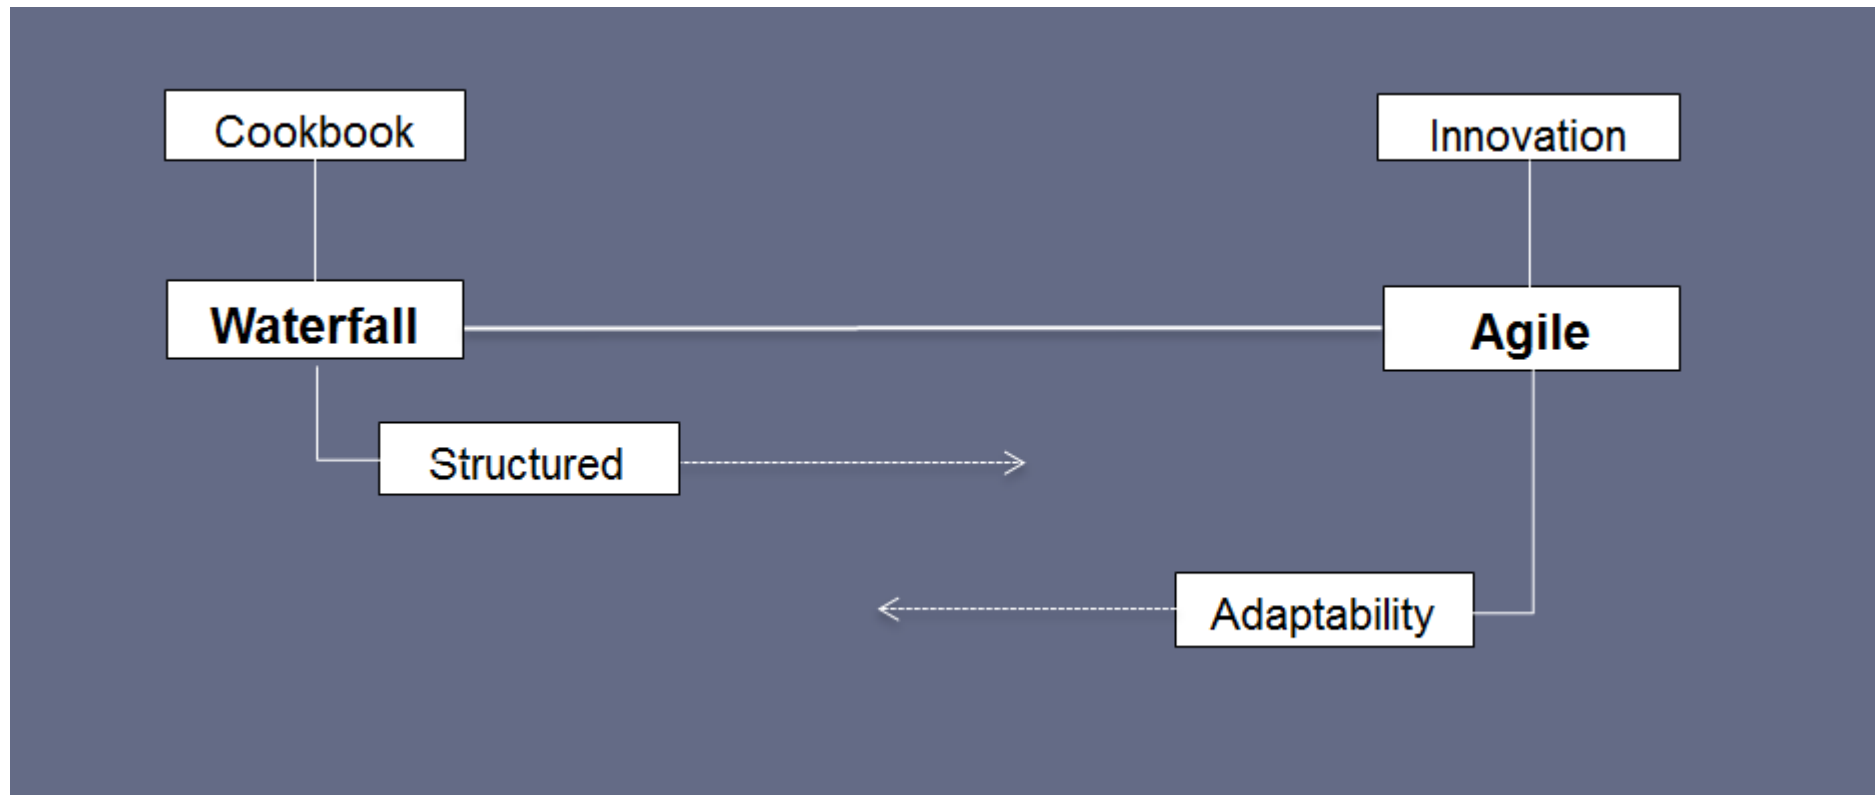 Cookbook
Innovation
Waterfall
Agile
Structured
Adaptability